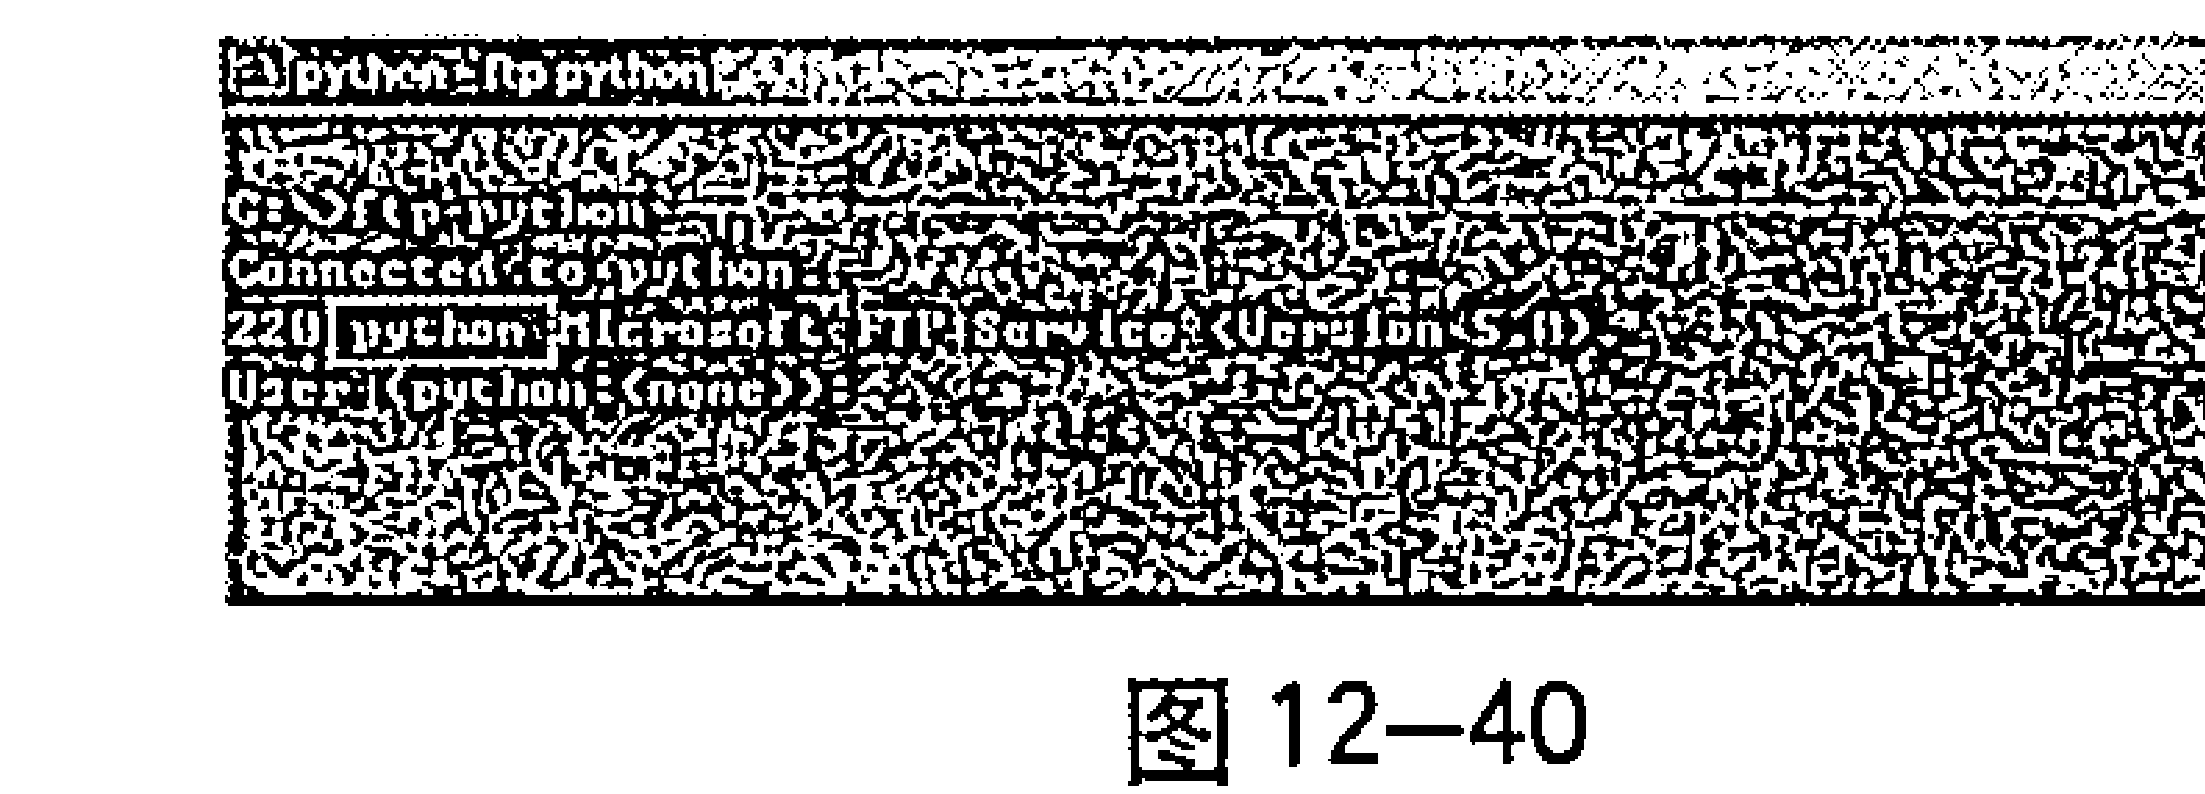 python - ftp python
C:\>ftp python
Connected to python.
220 python Microsoft FTP Service (Version 5.0).
User (python:(none)):
图 12-40